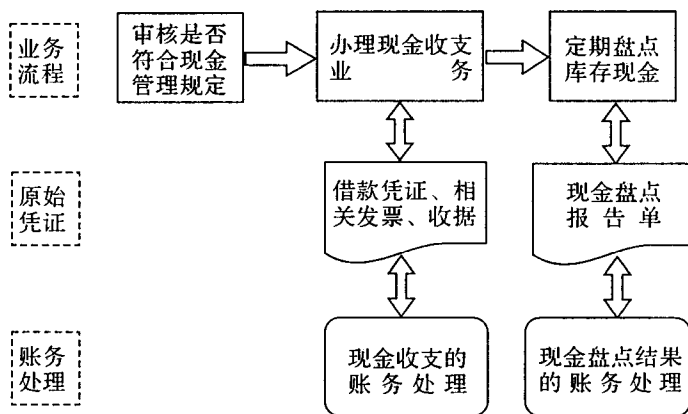 业务
流程
审核是否
符合现金
管理规定
办理现金收支
业务
定期盘点
库存现金
原始
凭证
借款凭证、相
关发票、收据
现金盘点
报告单
账务
处理
现金收支的
账务处理
现金盘点结果
的账务处理